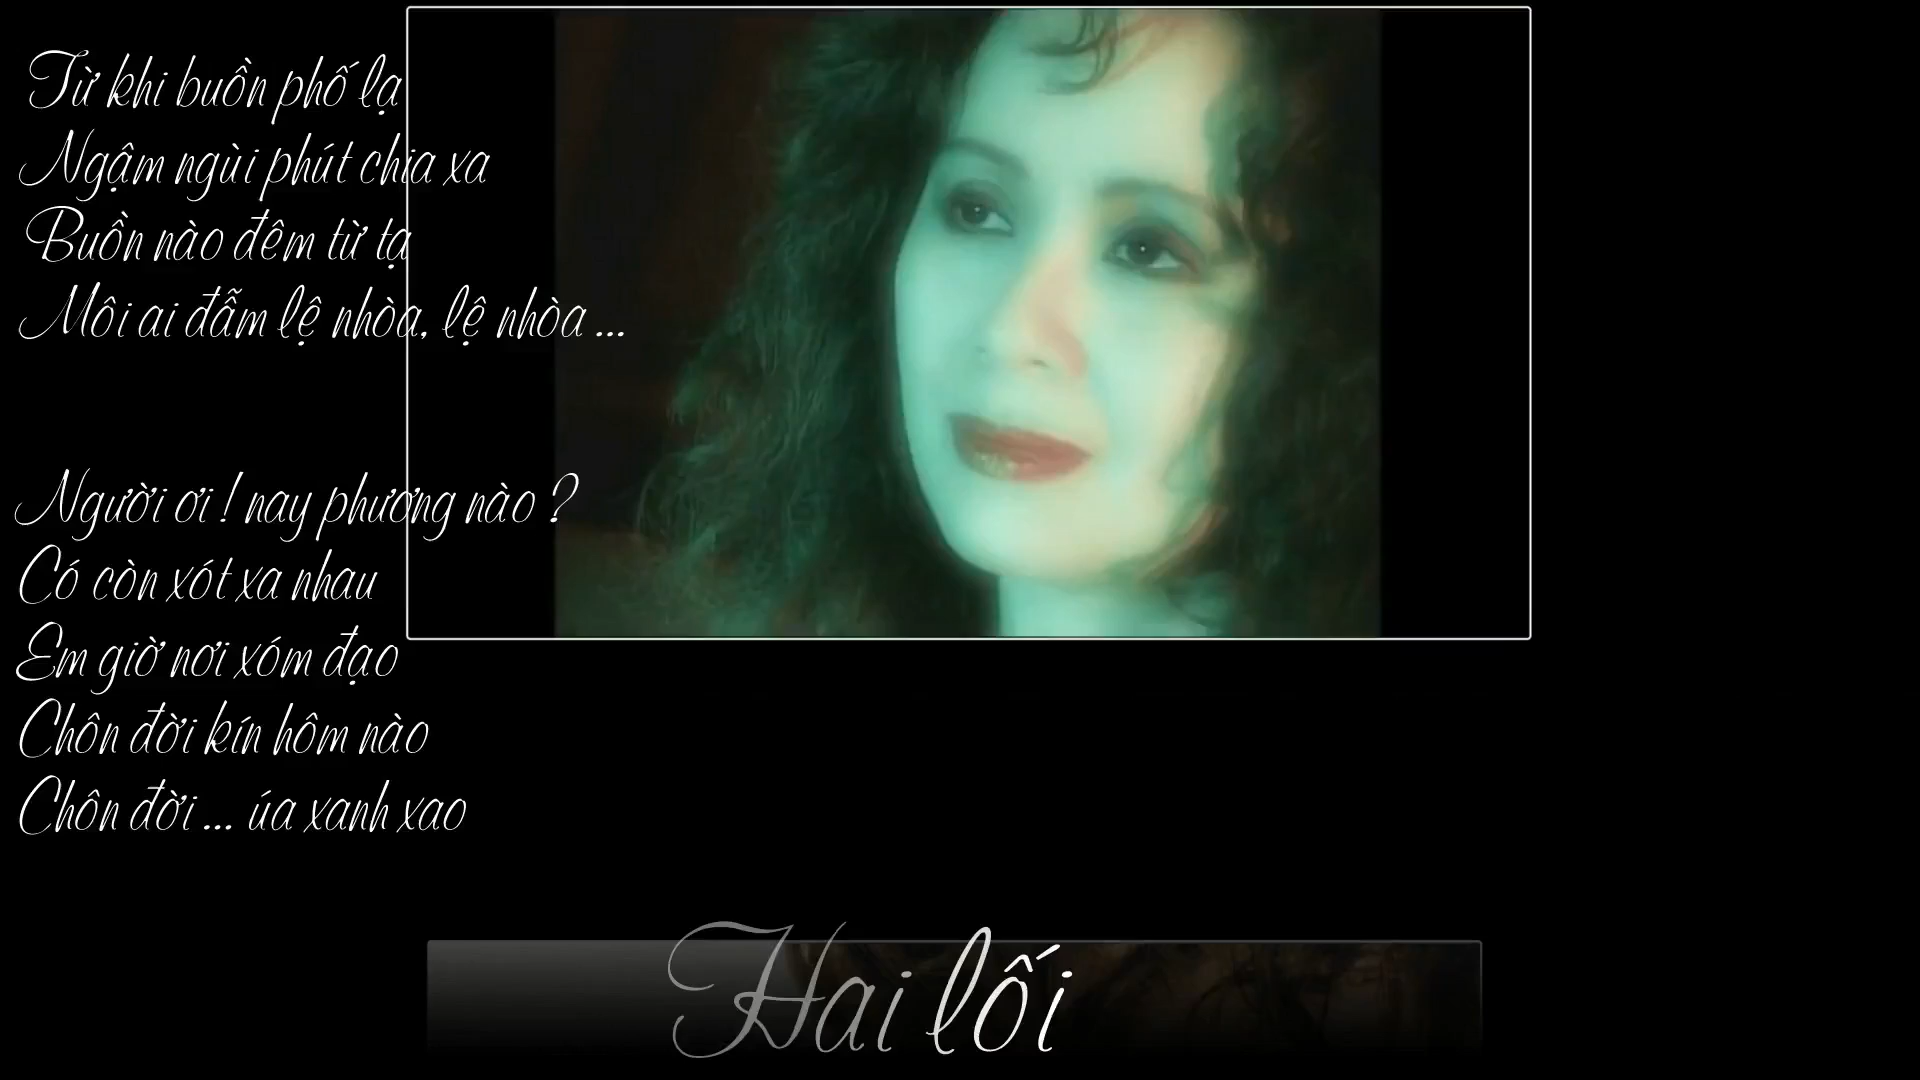 Từ khi buồn phố lạ
Ngậm ngùi phút chia xa
Buồn nào đêm từ tạ
Môi ai đẫm lệ nhòa, lệ nhòa ...
Người ơi ! nay phương nào ?
Có còn xót xa nhau
Em giờ nơi xóm đạo
Chôn đời kín hôm nào
Chôn đời ... úa xanh xao
Hai lối